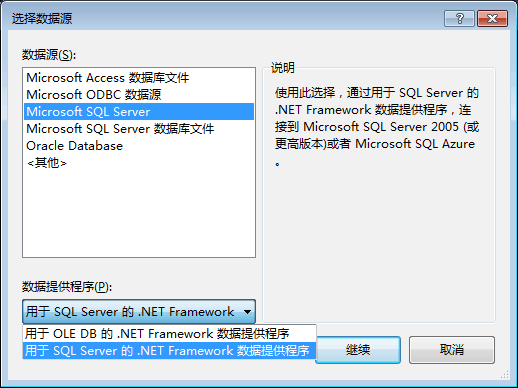 选择数据源
数据源(S):
Microsoft Access 数据库文件
Microsoft ODBC 数据源
Microsoft SQL Server
Microsoft SQL Server 数据库文件
Oracle Database
<其他>
说明
使用此选择，通过用于 SQL Server 的
.NET Framework 数据提供程序，连
接到 Microsoft SQL Server 2005 (或
更高版本)或者 Microsoft SQL Azure
。
数据提供程序(P):
用于 SQL Server 的 .NET Framework
用于 OLE DB 的 .NET Framework 数据提供程序
用于 SQL Server 的 .NET Framework 数据提供程序
继续
取消